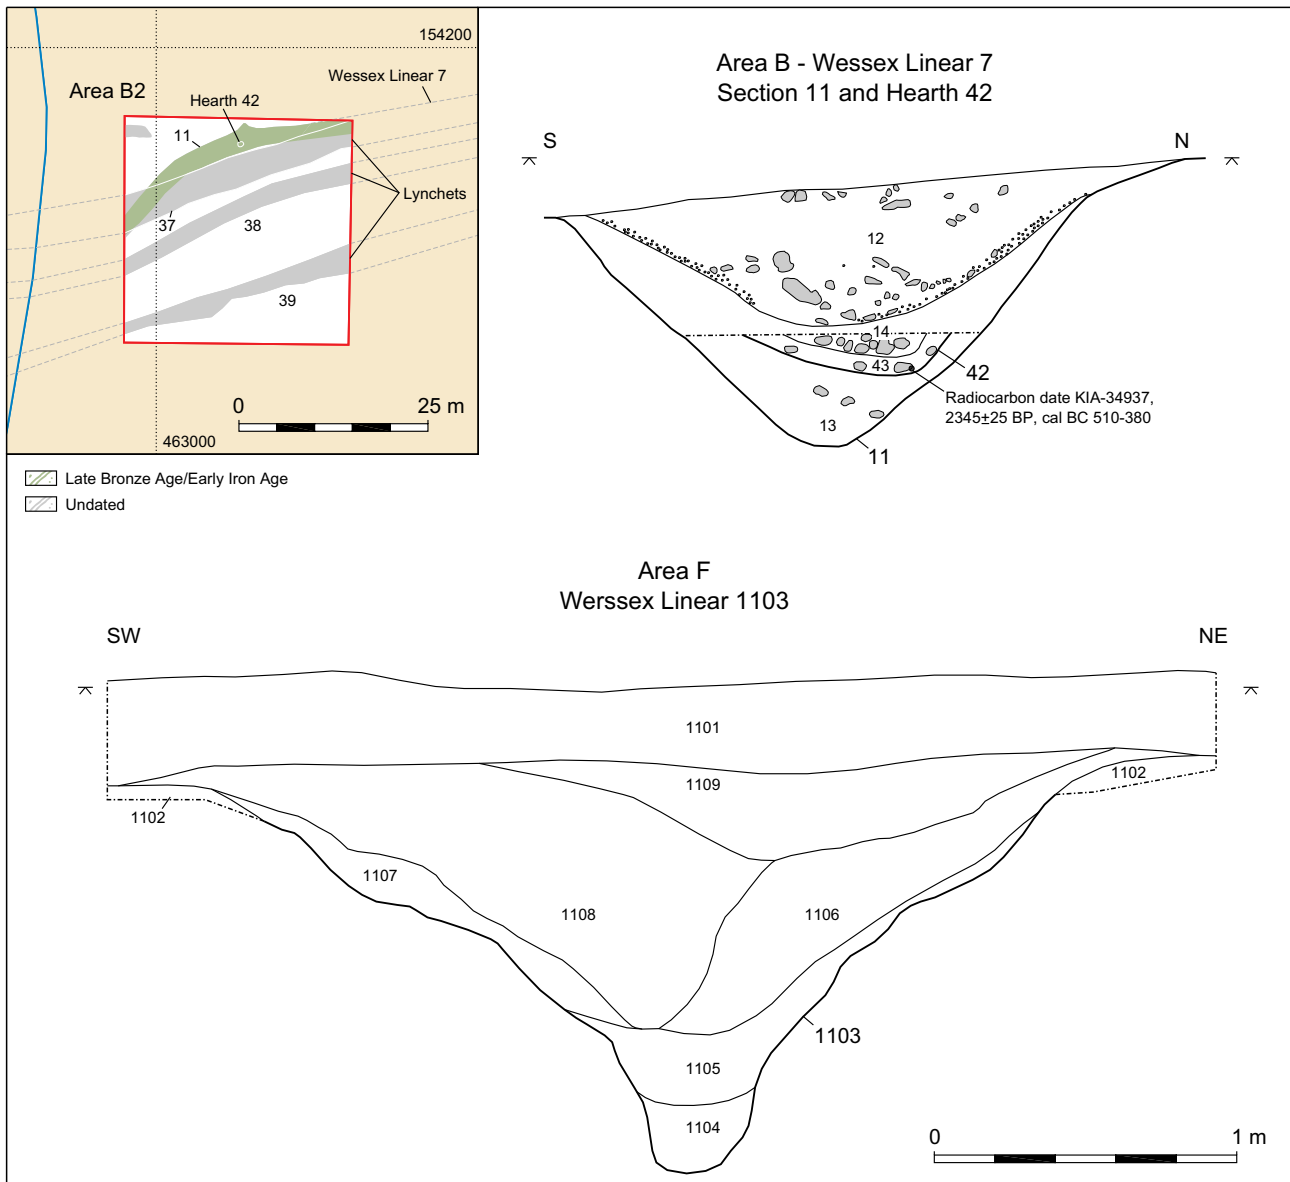 154200
Wessex Linear 7
Area B2
Hearth 42
11
Lynchets
37
38
39
0 25 m
463000
Late Bronze Age/Early Iron Age
Undated
Area B - Wessex Linear 7
Section 11 and Hearth 42
S N
12
14
43
42
Radiocarbon date KIA-34937,
2345±25 BP, cal BC 510-380
13
11
Area F
Werssex Linear 1103
SW NE
1101
1109
1102
1102
1107
1108
1106
1103
1105
1104
0 1 m